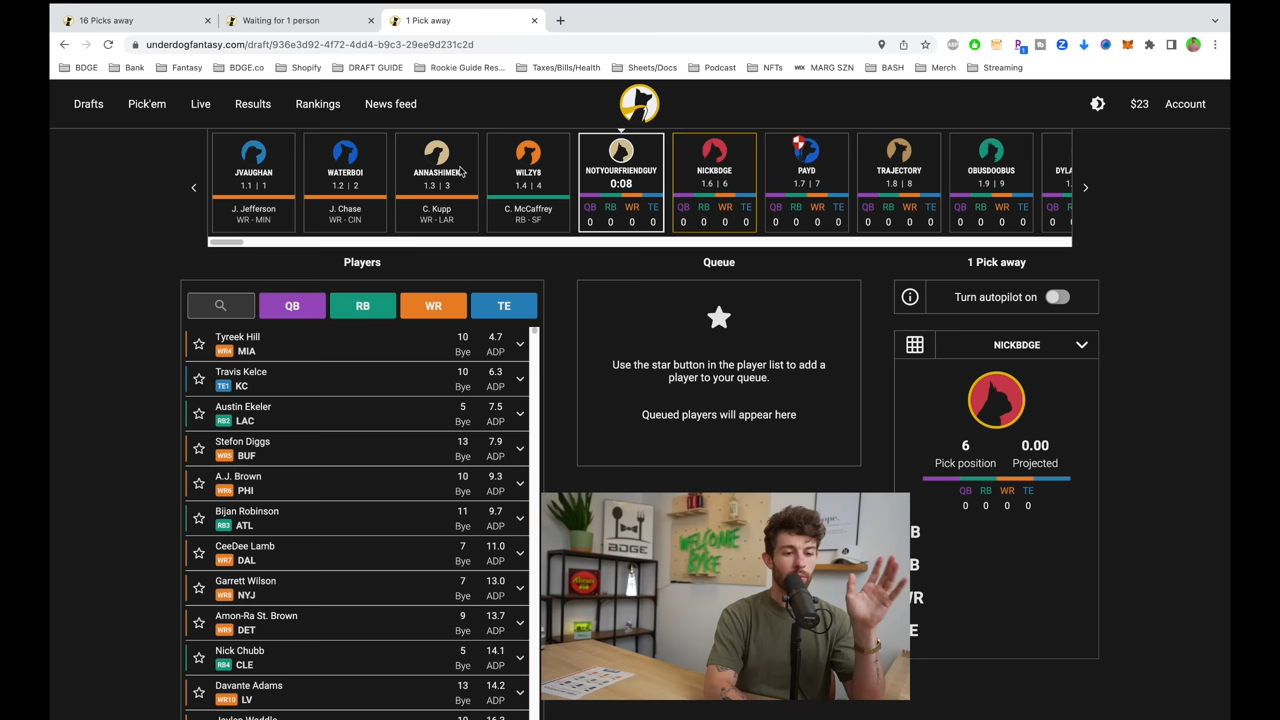 16 Picks away
Waiting for 1 person
1 Pick away
underdogfantasy.com/draft/936e3d92-4f72-4dd4-b9c3-29ee9d231c2d
BDGE
Bank
Fantasy
BDGE.co
Shopify
DRAFT GUIDE
Rookie Guide Res...
Taxes/Bills/Health
Sheets/Docs
Podcast
NFTs
WIX MARG SZN
BASH
Merch
Streaming
Drafts
Pick'em
Live
Results
Rankings
News feed
$23
Account
JVAUGHAN
1.1 | 1
J. Jefferson
WR - MIN
WATERBOI
1.2 | 2
J. Chase
WR - CIN
ANNASHIMEK
1.3 | 3
C. Kupp
WR - LAR
WILZY8
1.4 | 4
C. McCaffrey
RB - SF
NOTYOURFRIENDGUY
0:08
QB RB WR TE
0 0 0 0
NICKBDGE
1.6 | 6
QB RB WR TE
0 0 0 0
PAYD
1.7 | 7
QB RB WR TE
0 0 0 0
TRAJECTORY
1.8 | 8
QB RB WR TE
0 0 0 0
OBUSDOOBUS
1.9 | 9
QB RB WR TE
0 0 0 0
DYLA
1.
QB
0
Players
QB RB WR TE
Tyreek Hill 10 4.7
WR4 MIA Bye ADP
Travis Kelce 10 6.3
TE1 KC Bye ADP
Austin Ekeler 5 7.5
RB2 LAC Bye ADP
Stefon Diggs 13 7.9
WR5 BUF Bye ADP
A.J. Brown 10 9.3
WR6 PHI Bye ADP
Bijan Robinson 11 9.7
RB3 ATL Bye ADP
CeeDee Lamb 7 11.0
WR7 DAL Bye ADP
Garrett Wilson 7 13.0
WR8 NYJ Bye ADP
Amon-Ra St. Brown 9 13.7
WR9 DET Bye ADP
Nick Chubb 5 14.1
RB4 CLE Bye ADP
Davante Adams 13 14.2
WR10 LV Bye ADP
Queue
Use the star button in the player list to add a
player to your queue.
Queued players will appear here
1 Pick away
Turn autopilot on
NICKBDGE
6 0.00
Pick position Projected
QB RB WR TE
0 0 0 0
B
B
R
E
BDGE
WELCOME